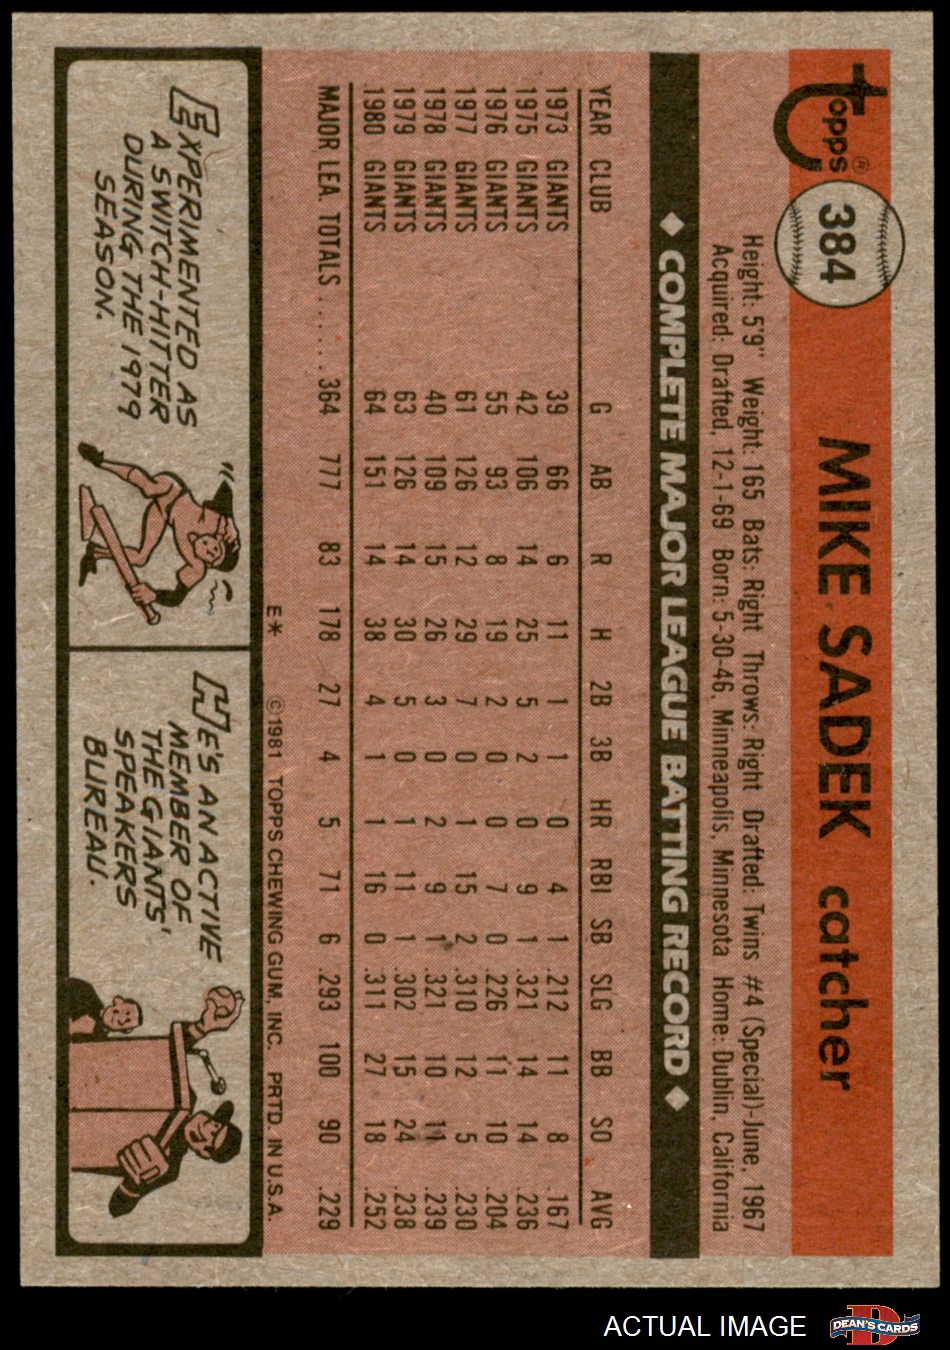 topps®
384
MIKE SADEK catcher
Height: 5'9" Weight: 165 Bats: Right Throws: Right Drafted: Twins #4 (Special)-June, 1967
Acquired: Drafted, 12-1-69 Born: 5-30-46, Minneapolis, Minnesota Home: Dublin, California
◆ COMPLETE MAJOR LEAGUE BATTING RECORD ◆
YEAR CLUB G AB R H 2B 3B HR RBI SB SLG BB SO AVG
1973 GIANTS 39 66 6 11 1 1 0 4 1 .212 11 8 .167
1975 GIANTS 42 106 14 25 5 2 0 9 1 .321 14 14 .236
1976 GIANTS 55 93 8 19 2 0 0 7 0 .226 11 10 .204
1977 GIANTS 61 126 12 29 7 0 1 15 2 .310 12 5 .230
1978 GIANTS 40 109 15 26 3 0 2 9 1 .321 10 11 .239
1979 GIANTS 63 126 14 30 5 0 1 11 1 .302 15 24 .238
1980 GIANTS 64 151 14 38 4 1 1 16 0 .311 27 18 .252
MAJOR LEA. TOTALS ...... 364 777 83 178 27 4 5 71 6 .293 100 90 .229
E* © 1981 TOPPS CHEWING GUM, INC. PRTD. IN U.S.A.
EXPERIMENTED AS
A SWITCH-HITTER
DURING THE 1979
SEASON.
HE'S AN ACTIVE
MEMBER OF
THE GIANTS'
SPEAKERS
BUREAU.
ACTUAL IMAGE
D
DEAN'S CARDS